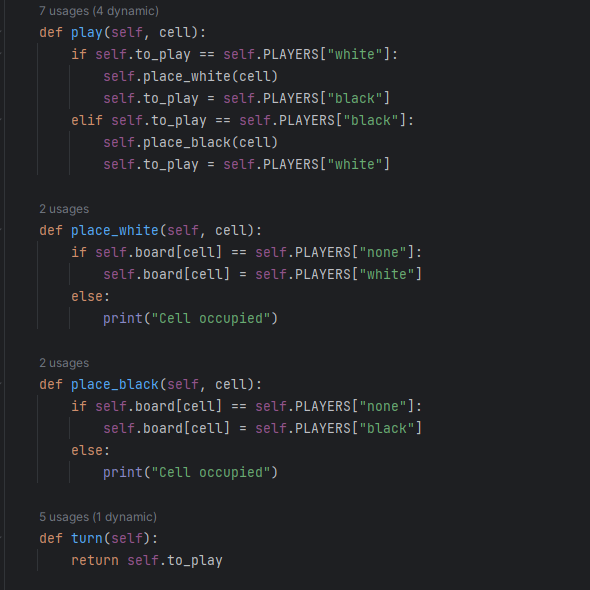 7 usages (4 dynamic)
def play(self, cell):
    if self.to_play == self.PLAYERS["white"]:
        self.place_white(cell)
        self.to_play = self.PLAYERS["black"]
    elif self.to_play == self.PLAYERS["black"]:
        self.place_black(cell)
        self.to_play = self.PLAYERS["white"]
2 usages
def place_white(self, cell):
    if self.board[cell] == self.PLAYERS["none"]:
        self.board[cell] = self.PLAYERS["white"]
    else:
        print("Cell occupied")
2 usages
def place_black(self, cell):
    if self.board[cell] == self.PLAYERS["none"]:
        self.board[cell] = self.PLAYERS["black"]
    else:
        print("Cell occupied")
5 usages (1 dynamic)
def turn(self):
    return self.to_play